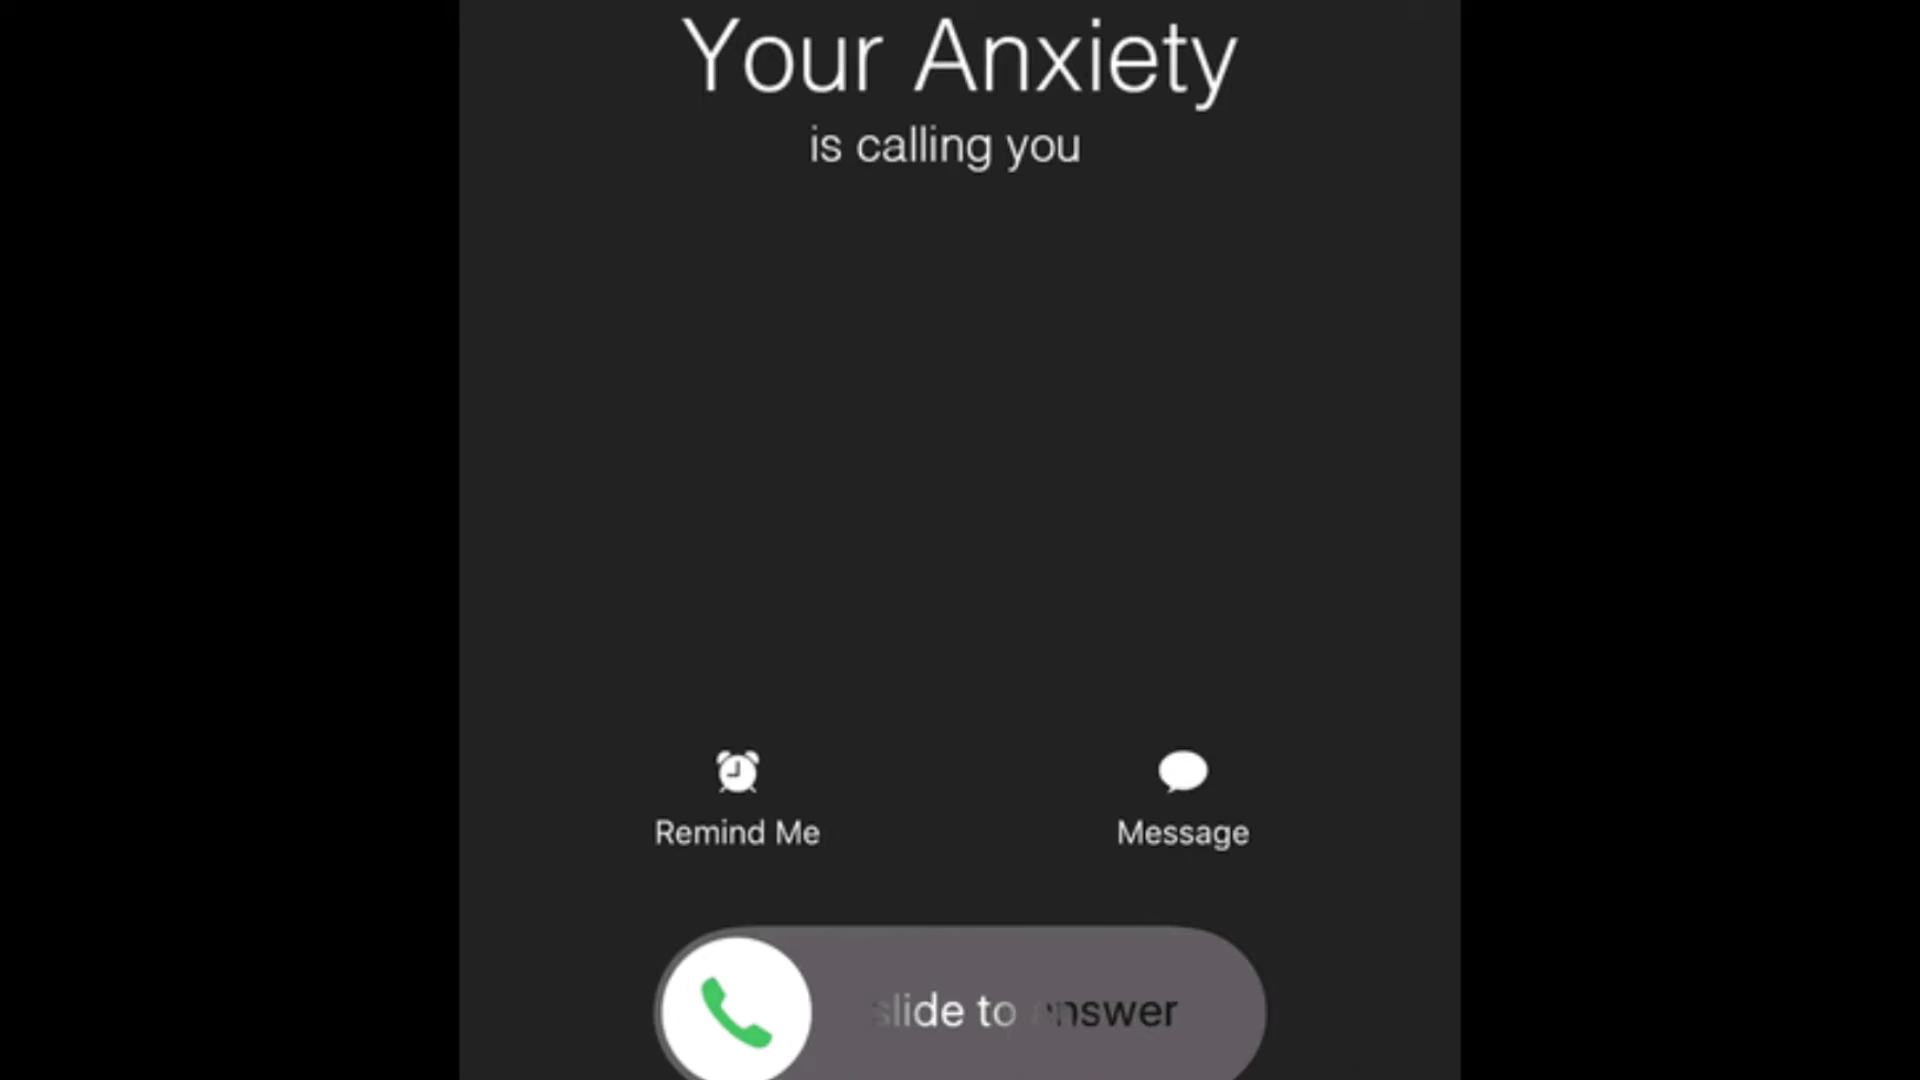 Your Anxiety
is calling you
Remind Me
Message
slide to answer